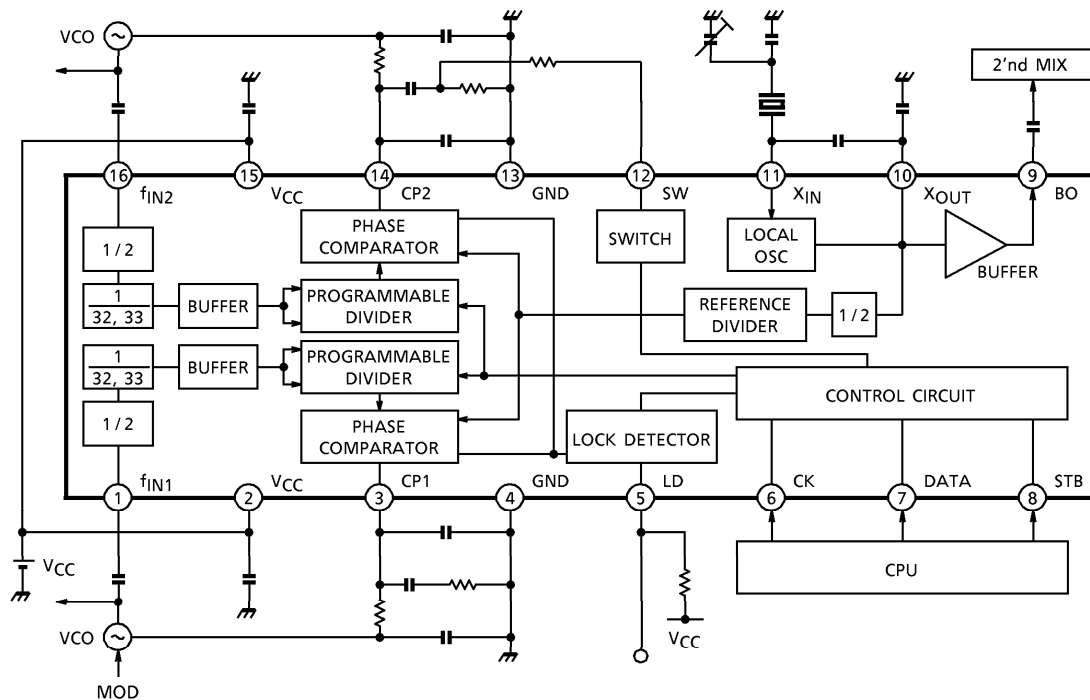 VCO
2'nd MIX
16
15
14
13
12
11
10
9
fIN2
VCC
CP2
GND
SW
XIN
XOUT
BO
1 / 2
PHASE
COMPARATOR
SWITCH
LOCAL
OSC
BUFFER
1
32, 33
BUFFER
PROGRAMMABLE
DIVIDER
REFERENCE
DIVIDER
1 / 2
1
32, 33
BUFFER
PROGRAMMABLE
DIVIDER
CONTROL CIRCUIT
1 / 2
PHASE
COMPARATOR
LOCK DETECTOR
fIN1
VCC
CP1
GND
LD
CK
DATA
STB
1
2
3
4
5
6
7
8
VCC
CPU
VCO
VCC
MOD